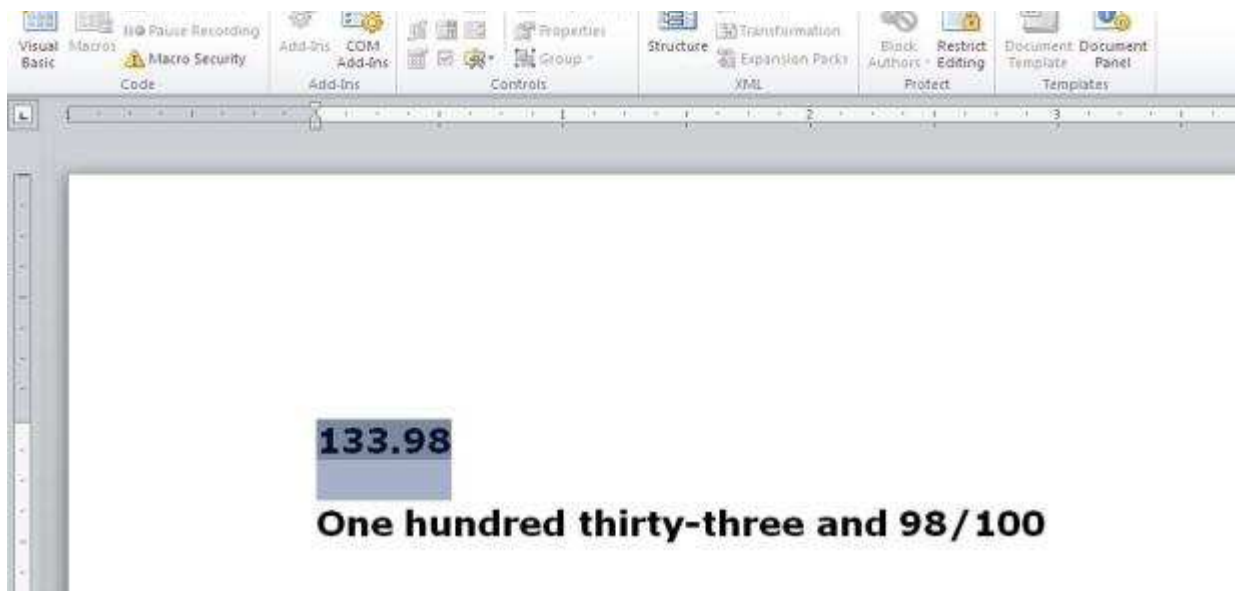 Pause Recording
Properties
Transformation
Visual Basic
Macros
Macro Security
Add-Ins
COM Add-Ins
Group
Structure
Expansion Packs
Block Authors
Restrict Editing
Document Template
Document Panel
Code
Add-Ins
Controls
XML
Protect
Templates
1 1 2 3
133.98
One hundred thirty-three and 98/100